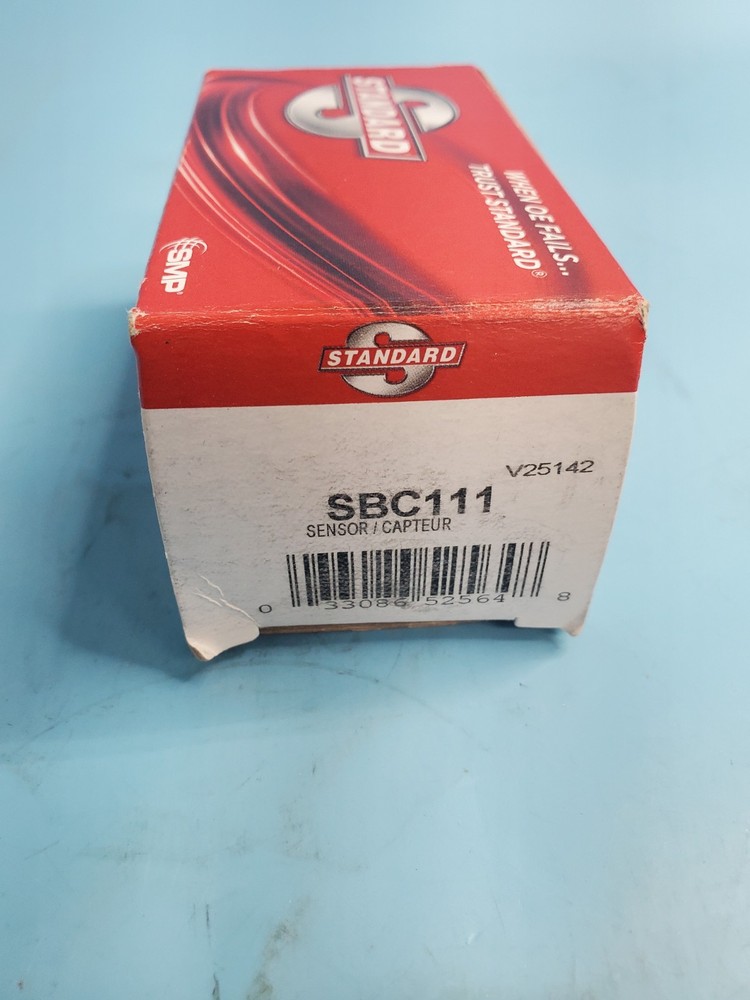 STANDARD
WHEN OE FAILS...
TRUST STANDARD®
SMP
STANDARD
V25142
SBC111
SENSOR / CAPTEUR
0 33086 52564 8